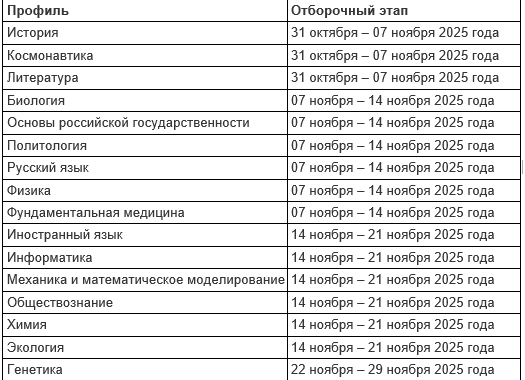 Профиль Отборочный этап
История 31 октября – 07 ноября 2025 года
Космонавтика 31 октября – 07 ноября 2025 года
Литература 31 октября – 07 ноября 2025 года
Биология 07 ноября – 14 ноября 2025 года
Основы российской государственности 07 ноября – 14 ноября 2025 года
Политология 07 ноября – 14 ноября 2025 года
Русский язык 07 ноября – 14 ноября 2025 года
Физика 07 ноября – 14 ноября 2025 года
Фундаментальная медицина 07 ноября – 14 ноября 2025 года
Иностранный язык 14 ноября – 21 ноября 2025 года
Информатика 14 ноября – 21 ноября 2025 года
Механика и математическое моделирование 14 ноября – 21 ноября 2025 года
Обществознание 14 ноября – 21 ноября 2025 года
Химия 14 ноября – 21 ноября 2025 года
Экология 14 ноября – 21 ноября 2025 года
Генетика 22 ноября – 29 ноября 2025 года